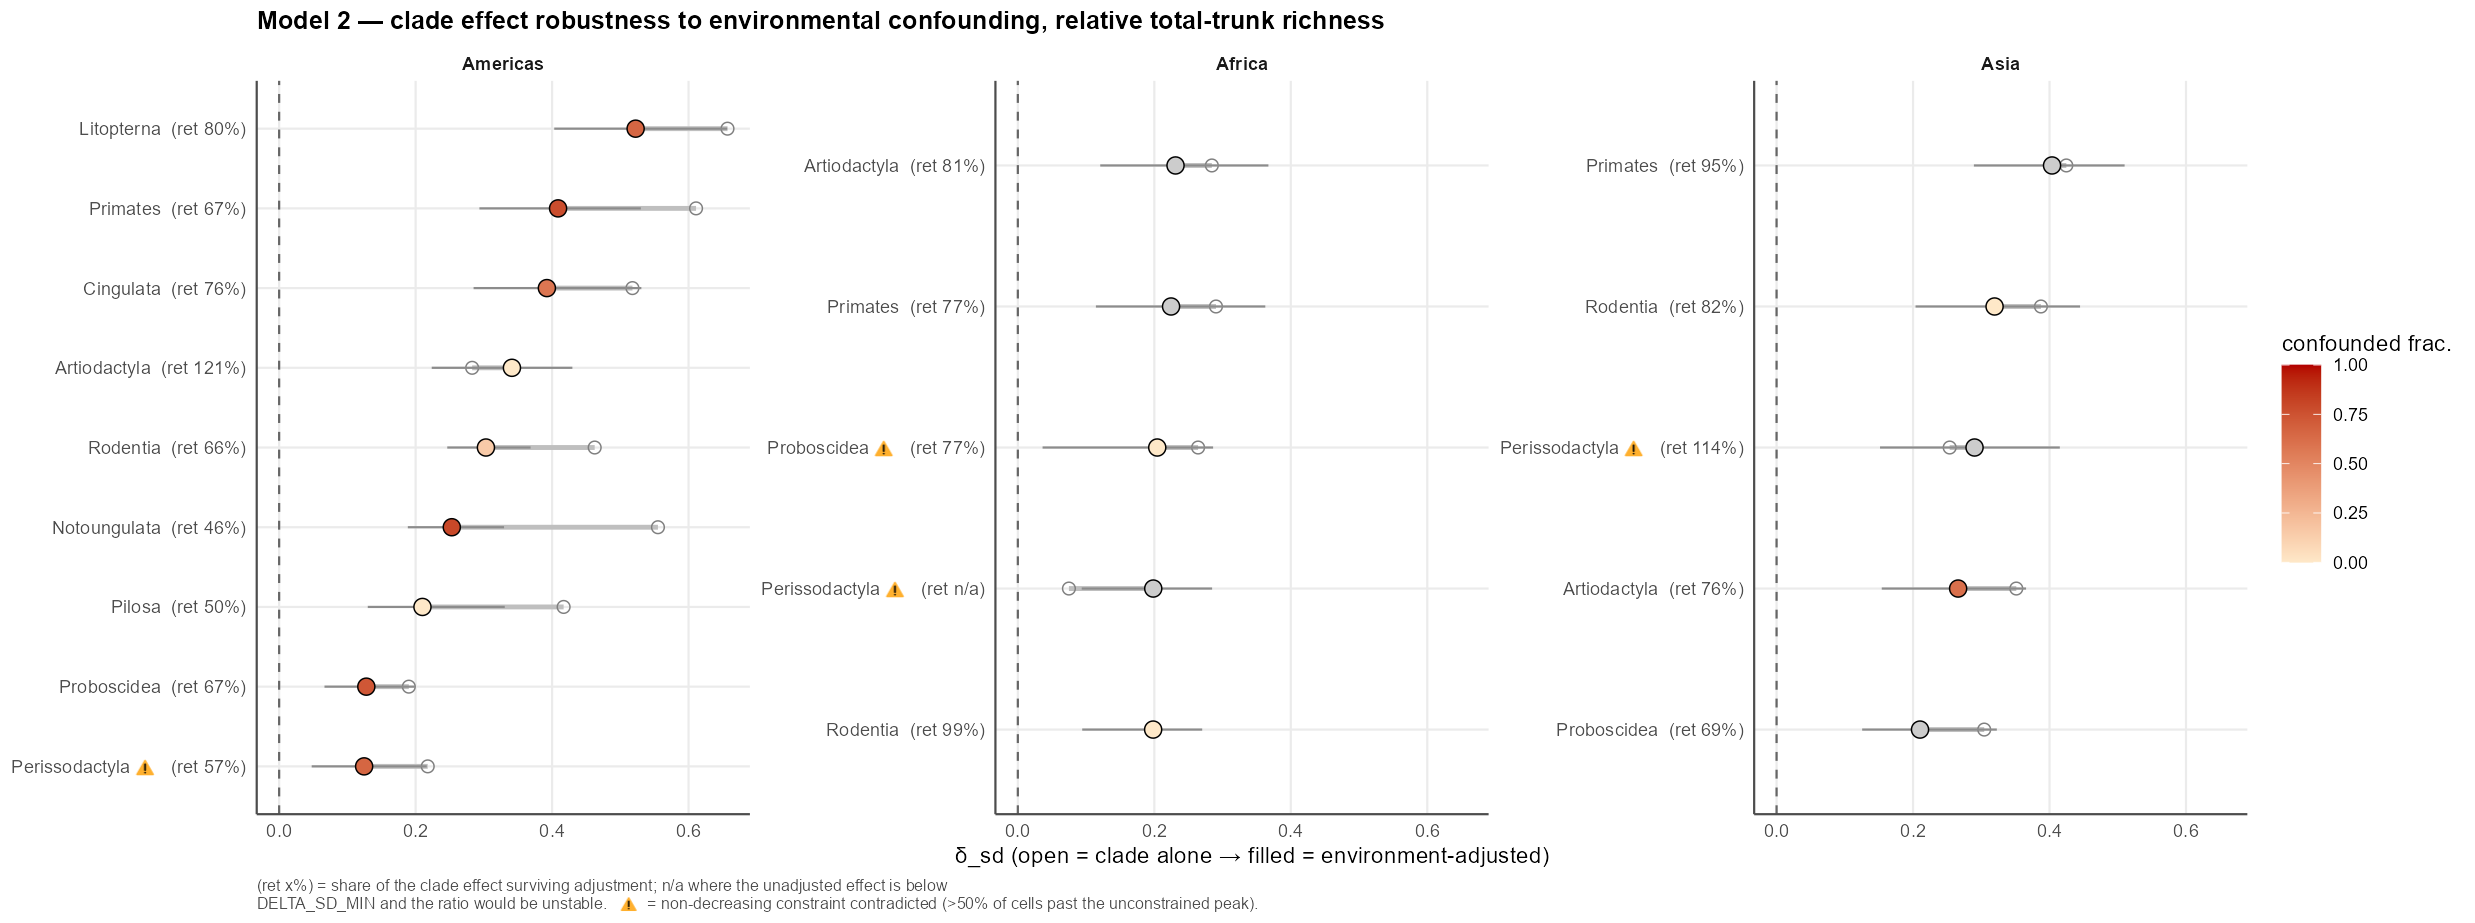 Model 2 — clade effect robustness to environmental confounding, relative total-trunk richness
Americas
Litopterna (ret 80%)
Primates (ret 67%)
Cingulata (ret 76%)
Artiodactyla (ret 121%)
Rodentia (ret 66%)
Notoungulata (ret 46%)
Pilosa (ret 50%)
Proboscidea (ret 67%)
Perissodactyla ⚠ (ret 57%)
0.0 0.2 0.4 0.6
Africa
Artiodactyla (ret 81%)
Primates (ret 77%)
Proboscidea ⚠ (ret 77%)
Perissodactyla ⚠ (ret n/a)
Rodentia (ret 99%)
0.0 0.2 0.4 0.6
Asia
Primates (ret 95%)
Rodentia (ret 82%)
Perissodactyla ⚠ (ret 114%)
Artiodactyla (ret 76%)
Proboscidea (ret 69%)
0.0 0.2 0.4 0.6
confounded frac.
1.00
0.75
0.50
0.25
0.00
δ_sd (open = clade alone → filled = environment-adjusted)
(ret x%) = share of the clade effect surviving adjustment; n/a where the unadjusted effect is below
DELTA_SD_MIN and the ratio would be unstable. ⚠ = non-decreasing constraint contradicted (>50% of cells past the unconstrained peak).